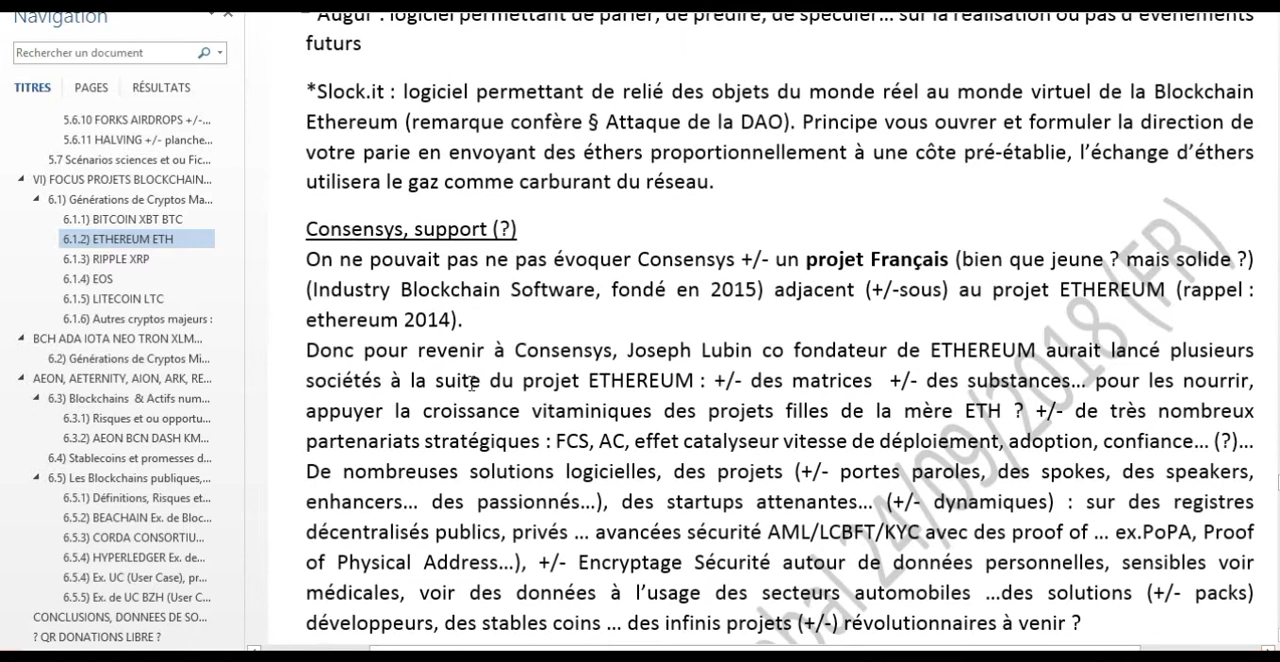 Navigation
Rechercher un document
TITRES PAGES RÉSULTATS
5.6.10 FORKS AIRDROPS +/-...
5.6.11 HALVING +/- planche...
5.7 Scénarios sciences et ou Fic...
VI) FOCUS PROJETS BLOCKCHAIN...
6.1) Générations de Cryptos Ma...
6.1.1) BITCOIN XBT BTC
6.1.2) ETHEREUM ETH
6.1.3) RIPPLE XRP
6.1.4) EOS
6.1.5) LITECOIN LTC
6.1.6) Autres cryptos majeurs :
BCH ADA IOTA NEO TRON XLM...
6.2) Générations de Cryptos Mi...
AEON, AETERNITY, AION, ARK, RE...
6.3) Blockchains & Actifs num...
6.3.1) Risques et ou opportu...
6.3.2) AEON BCN DASH KM...
6.4) Stablecoins et promesses d...
6.5) Les Blockchains publiques,...
6.5.1) Définitions, Risques et...
6.5.2) BEACHAIN Ex. de Bloc...
6.5.3) CORDA CONSORTIU...
6.5.4) HYPERLEDGER Ex. de...
6.5.4) Ex. UC (User Case), pr...
6.5.5) Ex. de UC BZH (User C...
CONCLUSIONS, DONNEES DE SO...
? QR DONATIONS LIBRE ?
Augur : logiciel permettant de parier, de prédire, de spéculer... sur la réalisation ou pas d'évènements
futurs
*Slock.it : logiciel permettant de relié des objets du monde réel au monde virtuel de la Blockchain
Ethereum (remarque confère § Attaque de la DAO). Principe vous ouvrer et formuler la direction de
votre parie en envoyant des éthers proportionnellement à une côte pré-établie, l'échange d'éthers
utilisera le gaz comme carburant du réseau.
Consensys, support (?)
On ne pouvait pas ne pas évoquer Consensys +/- un projet Français (bien que jeune ? mais solide ?)
(Industry Blockchain Software, fondé en 2015) adjacent (+/-sous) au projet ETHEREUM (rappel :
ethereum 2014).
Donc pour revenir à Consensys, Joseph Lubin co fondateur de ETHEREUM aurait lancé plusieurs
sociétés à la suite du projet ETHEREUM : +/- des matrices +/- des substances... pour les nourrir,
appuyer la croissance vitaminiques des projets filles de la mère ETH ? +/- de très nombreux
partenariats stratégiques : FCS, AC, effet catalyseur vitesse de déploiement, adoption, confiance... (?)...
De nombreuses solutions logicielles, des projets (+/- portes paroles, des spokes, des speakers,
enhancers... des passionnés...), des startups attenantes... (+/- dynamiques) : sur des registres
décentralisés publics, privés ... avancées sécurité AML/LCBFT/KYC avec des proof of ... ex.PoPA, Proof
of Physical Address...), +/- Encryptage Sécurité autour de données personnelles, sensibles voir
médicales, voir des données à l'usage des secteurs automobiles ...des solutions (+/- packs)
développeurs, des stables coins ... des infinis projets (+/-) révolutionnaires à venir ?
24/09/2018 (FR)